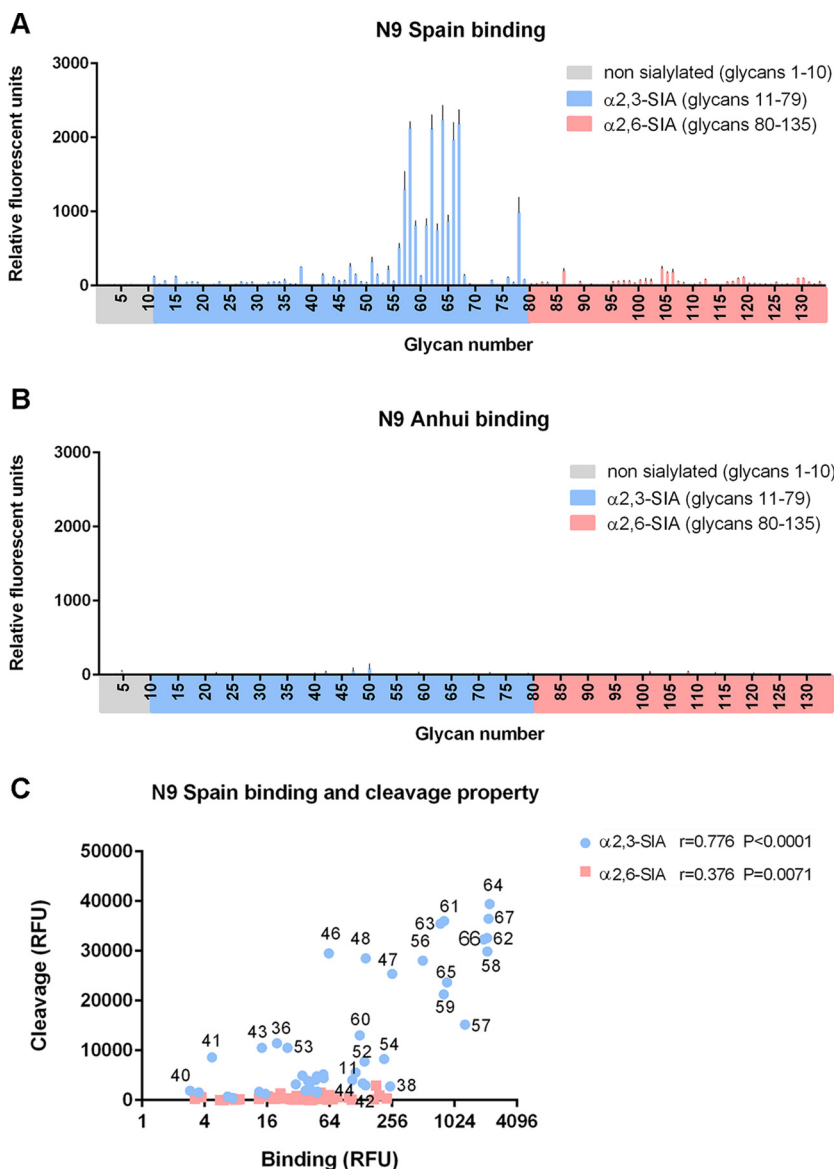 A
N9 Spain binding
Relative fluorescent units
3000
2000
1000
0
non sialylated (glycans 1-10)
α2,3-SIA (glycans 11-79)
α2,6-SIA (glycans 80-135)
5 10 15 20 25 30 35 40 45 50 55 60 65 70 75 80 85 90 95 100 105 110 115 120 130
Glycan number
B
N9 Anhui binding
Relative fluorescent units
3000
2000
1000
0
non sialylated (glycans 1-10)
α2,3-SIA (glycans 11-79)
α2,6-SIA (glycans 80-135)
5 10 15 20 25 30 35 40 45 50 55 60 65 70 75 80 85 90 95 100 105 110 115 120 130
Glycan number
C
N9 Spain binding and cleavage property
α2,3-SIA r=0.776 P<0.0001
α2,6-SIA r=0.376 P=0.0071
Cleavage (RFU)
50000
40000
30000
20000
10000
0
64
61
63
67
46
48
56
66
62
47
58
65
59
57
60
43
36
53
52
54
41
11
40
44
42
38
1 4 16 64 256 1024 4096
Binding (RFU)